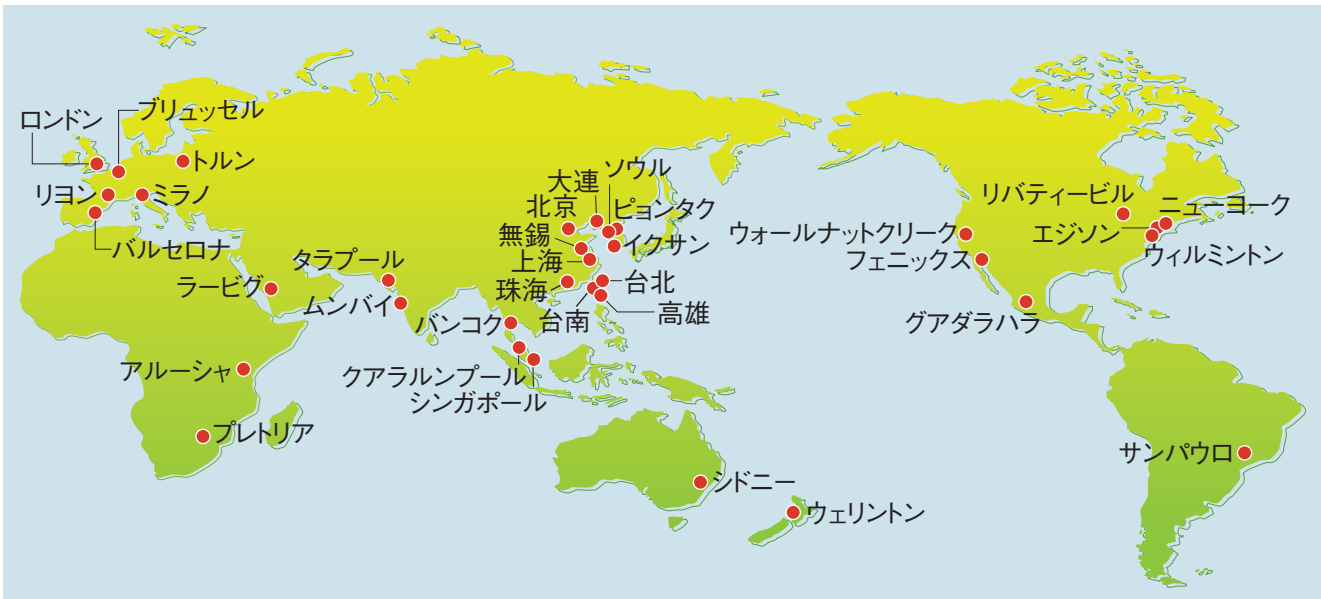 ロンドン
ブリュッセル
トルン
リヨン
ミラノ
バルセロナ
ラービグ
タラプール
ムンバイ
アルーシャ
プレトリア
大連
ソウル
北京
ピョンタク
無錫
イクサン
上海
珠海
台北
台南
高雄
バンコク
クアラルンプール
シンガポール
シドニー
ウェリントン
リバティービル
ニューヨーク
ウォールナットクリーク
エジソン
フェニックス
ウィルミントン
グアダラハラ
サンパウロ